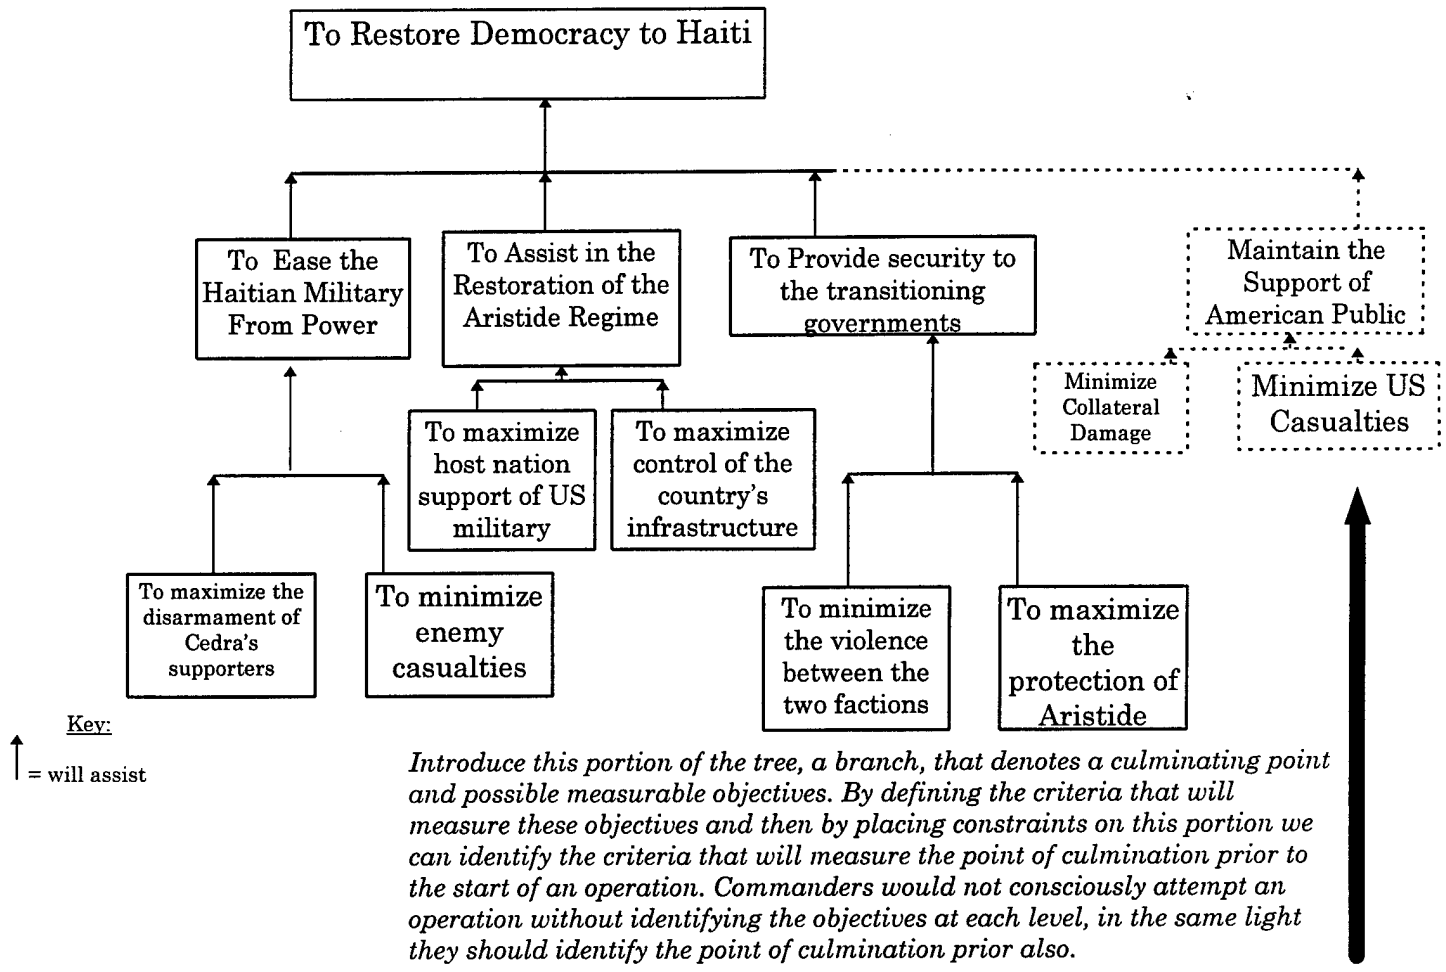 To Restore Democracy to Haiti
To Ease the
Haitian Military
From Power
To Assist in the
Restoration of the
Aristide Regime
To Provide security to
the transitioning
governments
Maintain the
Support of
American Public
Minimize
Collateral
Damage
Minimize US
Casualties
To maximize
host nation
support of US
military
To maximize
control of the
country's
infrastructure
To maximize the
disarmament of
Cedra's
supporters
To minimize
enemy
casualties
To minimize
the violence
between the
two factions
To maximize
the
protection of
Aristide
Key:
= will assist
Introduce this portion of the tree, a branch, that denotes a culminating point
and possible measurable objectives. By defining the criteria that will
measure these objectives and then by placing constraints on this portion we
can identify the criteria that will measure the point of culmination prior to
the start of an operation. Commanders would not consciously attempt an
operation without identifying the objectives at each level, in the same light
they should identify the point of culmination prior also.